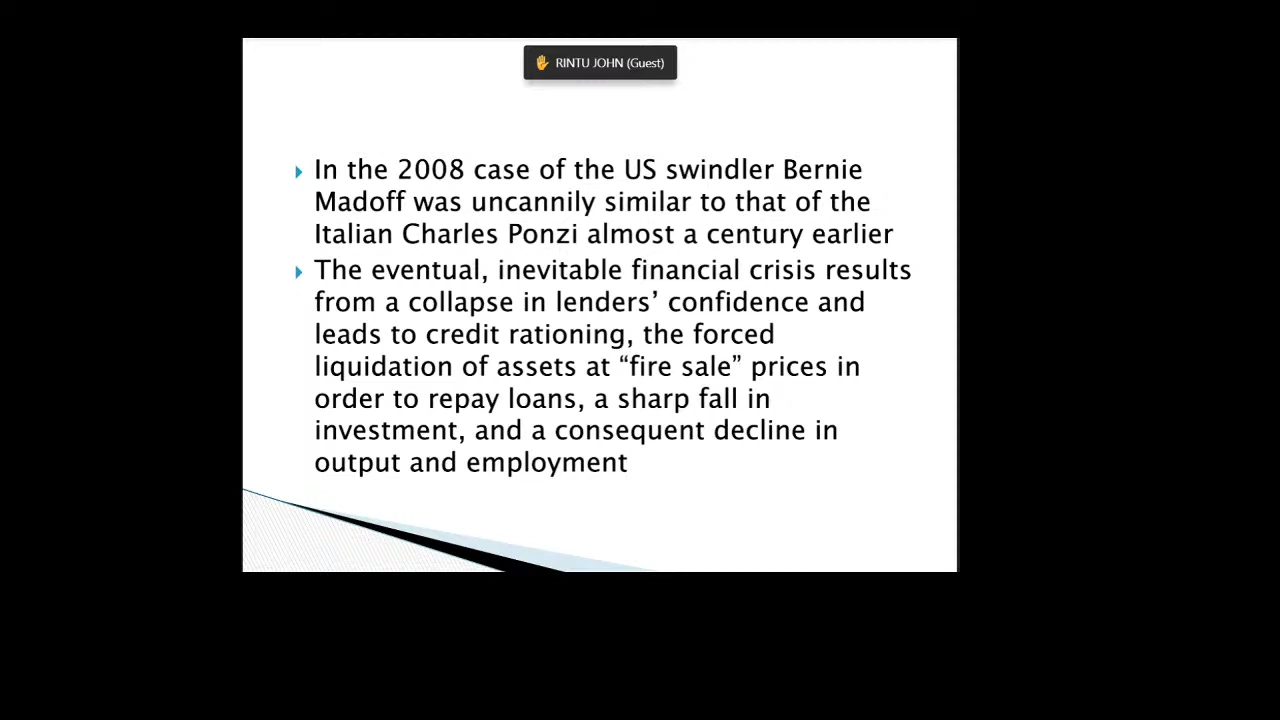 RINTU JOHN (Guest)
In the 2008 case of the US swindler Bernie
Madoff was uncannily similar to that of the
Italian Charles Ponzi almost a century earlier
The eventual, inevitable financial crisis results
from a collapse in lenders’ confidence and
leads to credit rationing, the forced
liquidation of assets at “fire sale” prices in
order to repay loans, a sharp fall in
investment, and a consequent decline in
output and employment